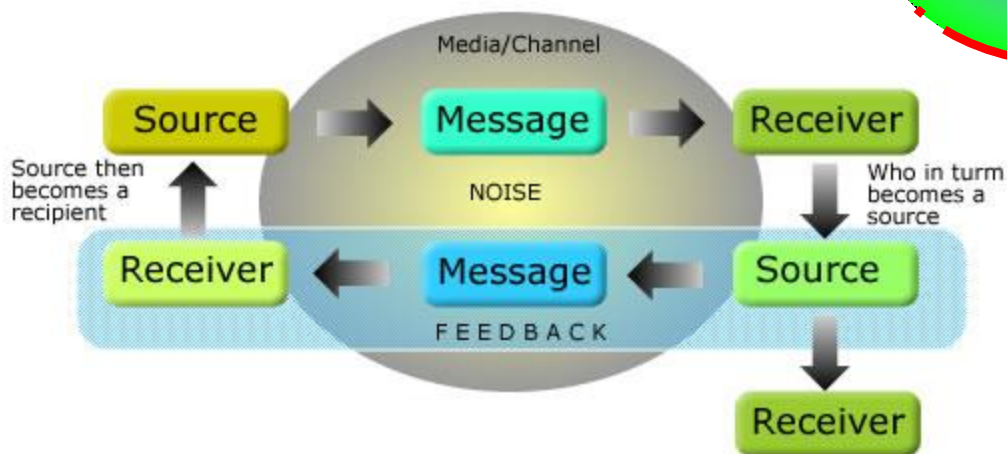 Media/Channel
Source
Message
Receiver
Source then
becomes a
recipient
NOISE
Who in turm
becomes a
source
Receiver
Message
Source
FEEDBACK
Receiver